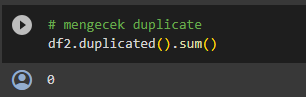 # mengecek duplicate
df2.duplicated().sum()
0